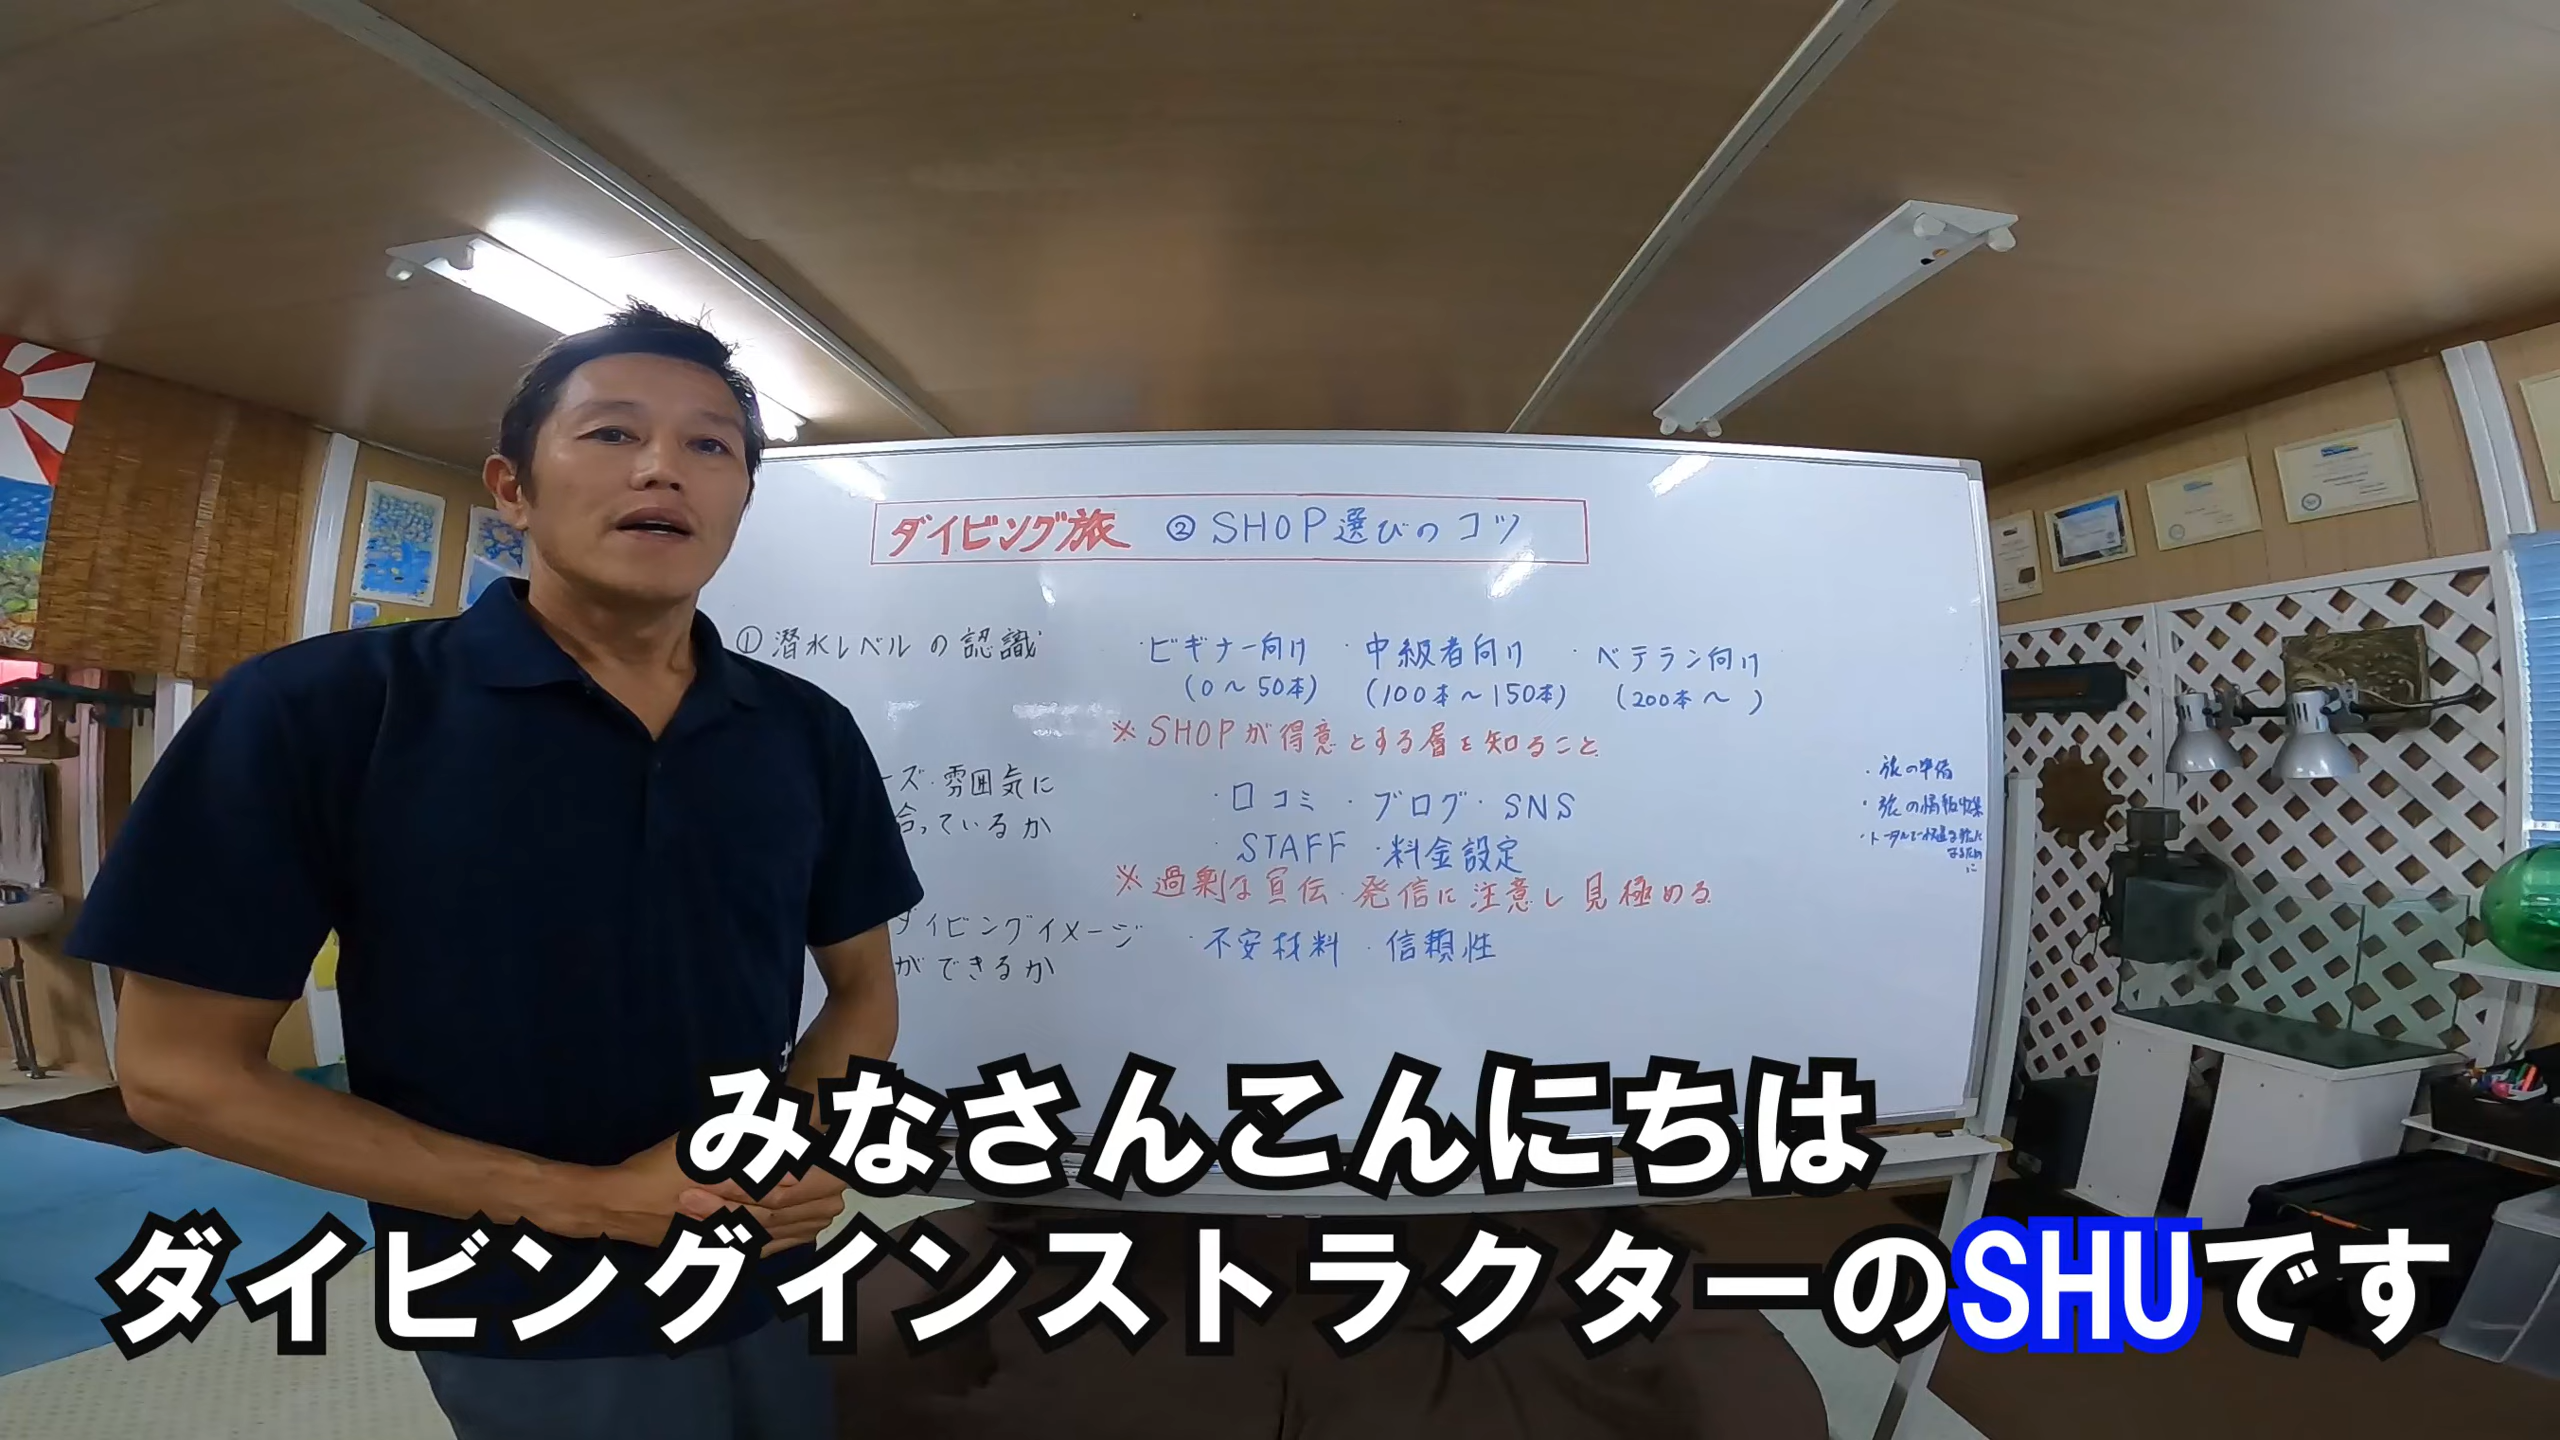 ダイビング旅 ②SHOP選びのコツ
①潜水レベルの認識
・ビギナー向け ・中級者向け ・ベテラン向け
(0～50本) (100本～150本) (200本～ )
※SHOPが得意とする層を知ること
ーズ・雰囲気に
合っているか
・口コミ ・ブログ・SNS
・STAFF ・料金設定
※過剰な宣伝・発信に注意し見極める
ダイビングイメージ
ができるか
・不安材料 ・信頼性
・旅の準備
・旅の情報収集
みなさんこんにちは
ダイビングインストラクターのSHUです